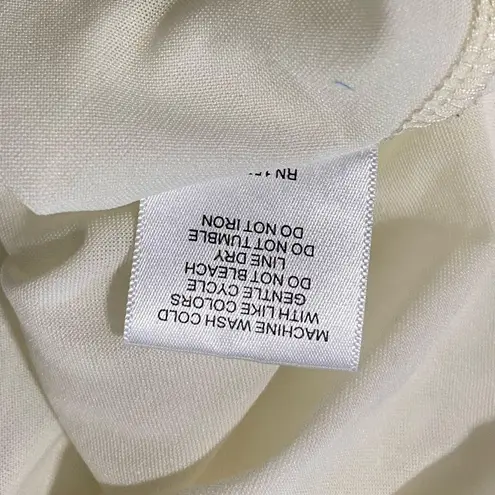 MACHINE WASH COLD
WITH LIKE COLORS
GENTLE CYCLE
DO NOT BLEACH
LINE DRY
DO NOT TUMBLE
DO NOT IRON
RN